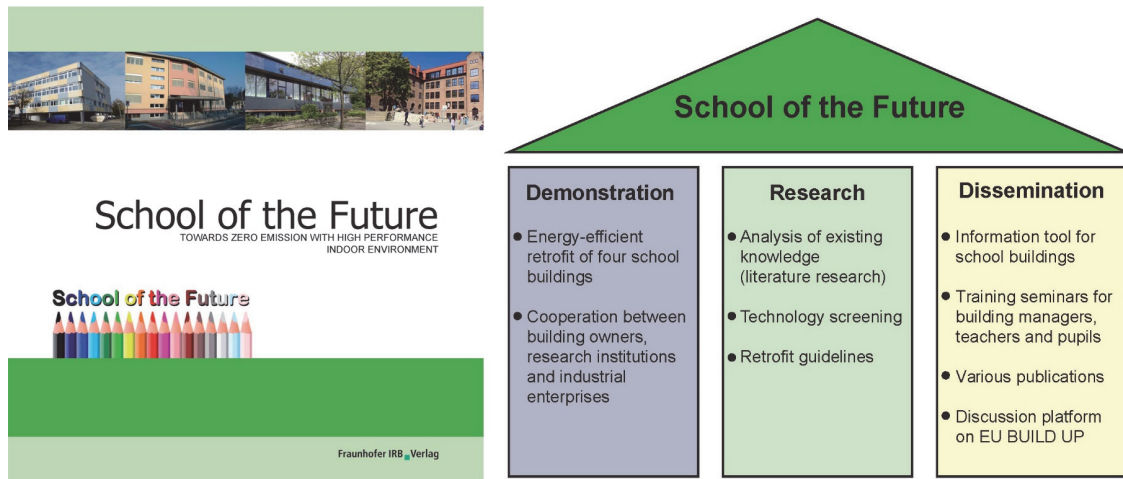 School of the Future
TOWARDS ZERO EMISSION WITH HIGH PERFORMANCE
INDOOR ENVIRONMENT
School of the Future
Fraunhofer IRB Verlag
School of the Future
Demonstration
● Energy-efficient
retrofit of four school
buildings
● Cooperation between
building owners,
research institutions
and industrial
enterprises
Research
● Analysis of existing
knowledge
(literature research)
● Technology screening
● Retrofit guidelines
Dissemination
● Information tool for
school buildings
● Training seminars for
building managers,
teachers and pupils
● Various publications
● Discussion platform
on EU BUILD UP